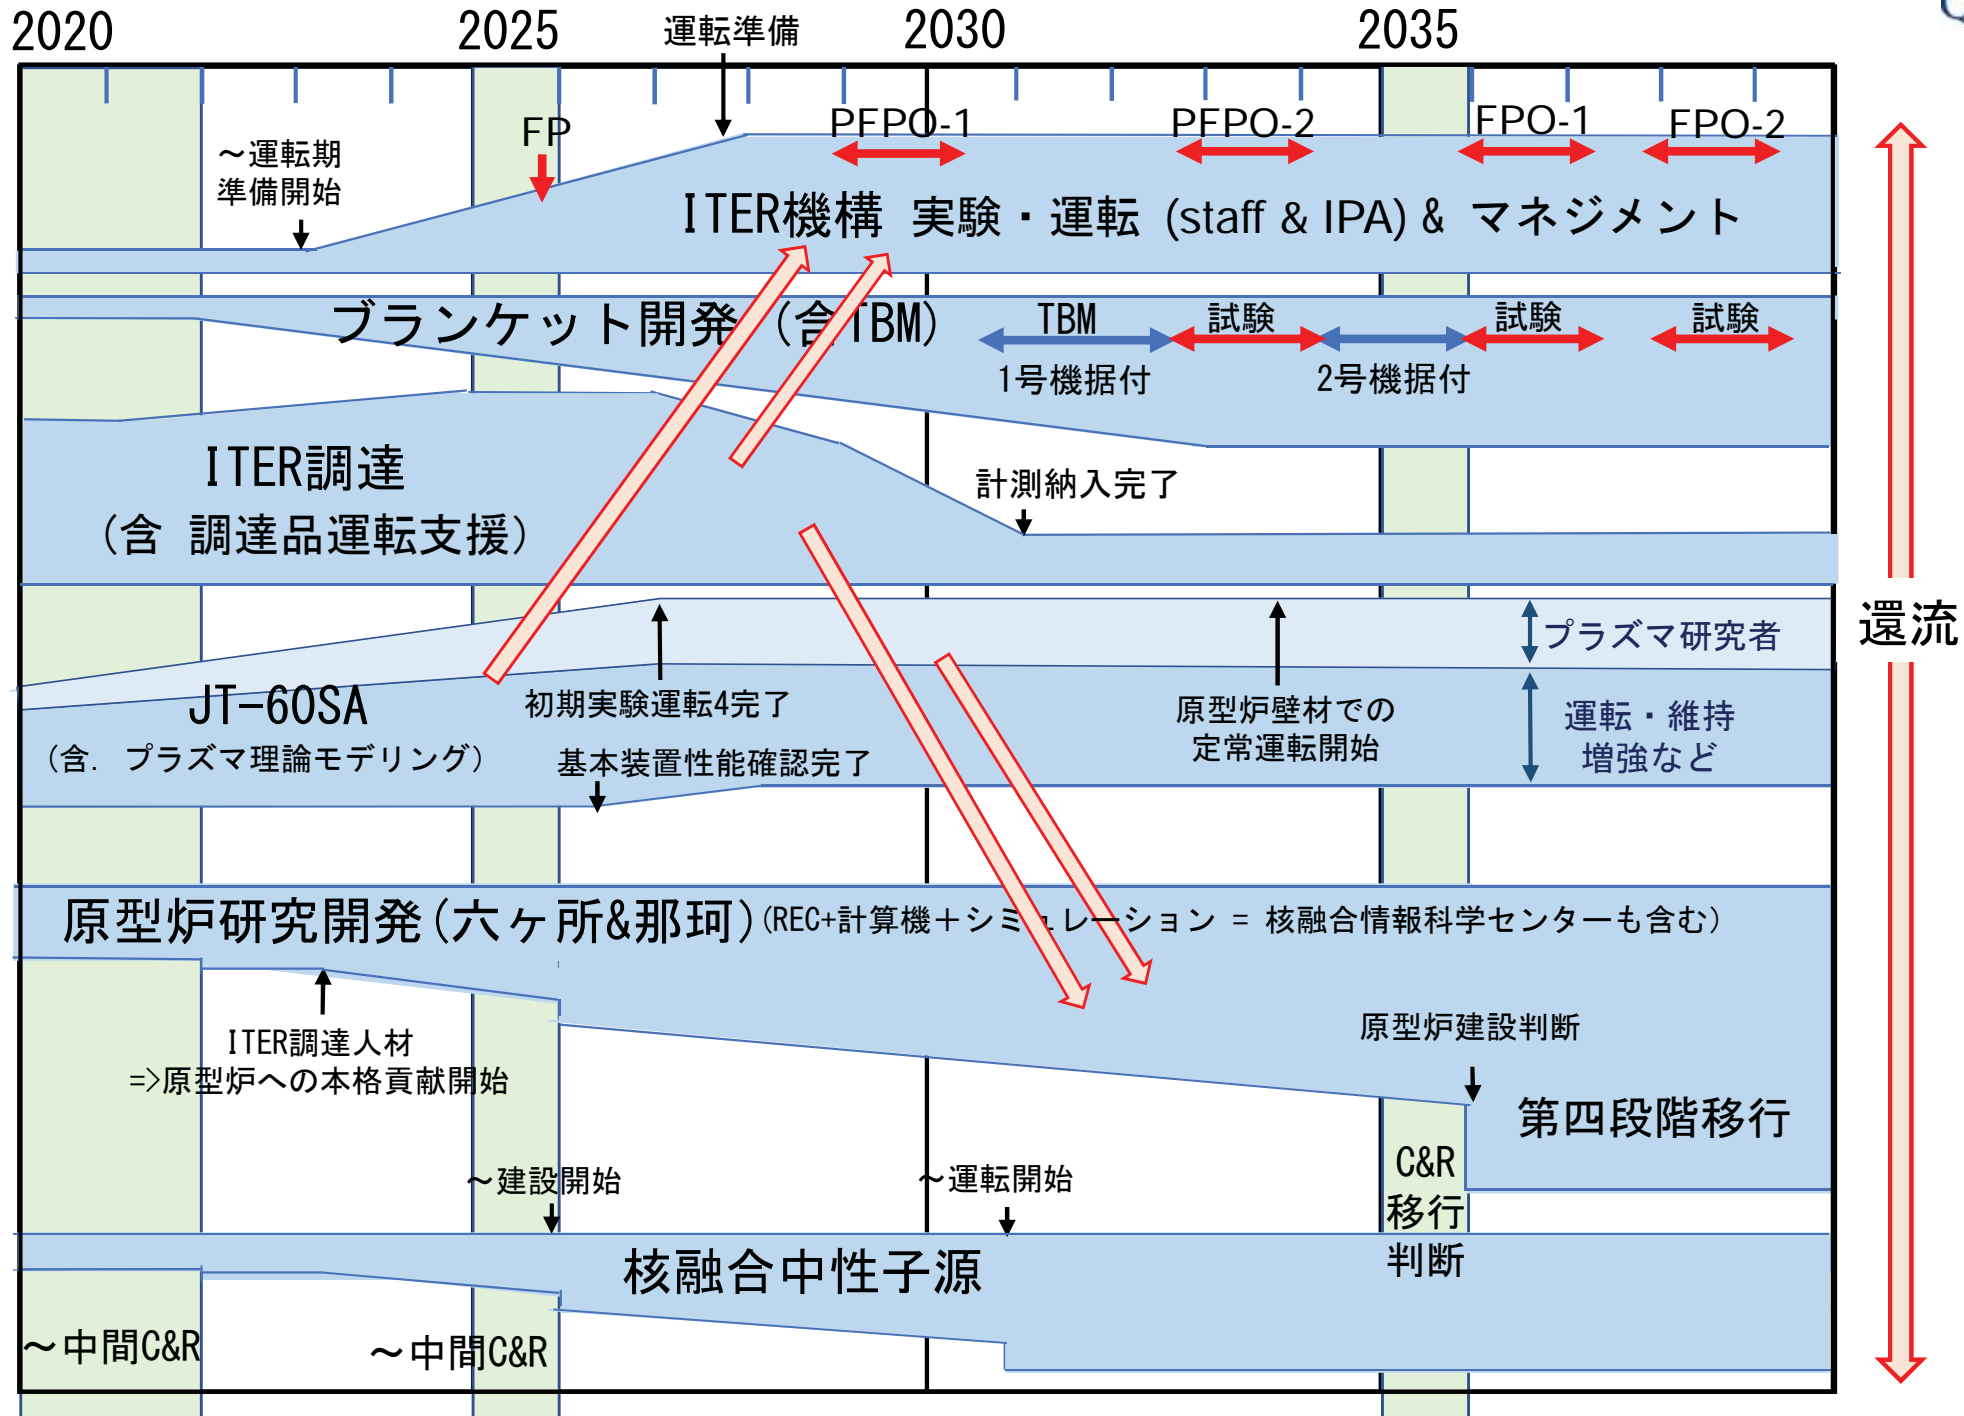 2020
2025
運転準備
2030
2035
～運転期
準備開始
FP
PFPO-1
PFPO-2
FPO-1
FPO-2
ITER機構 実験・運転 (staff & IPA) & マネジメント
ブランケット開発（含TBM）
TBM
試験
試験
試験
1号機据付
2号機据付
ITER調達
（含 調達品運転支援）
計測納入完了
還流
プラズマ研究者
JT-60SA
（含. プラズマ理論モデリング）
初期実験運転4完了
基本装置性能確認完了
原型炉壁材での
定常運転開始
運転・維持
増強など
原型炉研究開発(六ヶ所&那珂)(REC+計算機＋シミュレーション = 核融合情報科学センターも含む）
ITER調達人材
=>原型炉への本格貢献開始
原型炉建設判断
第四段階移行
～建設開始
～運転開始
C&R
移行
判断
核融合中性子源
～中間C&R
～中間C&R